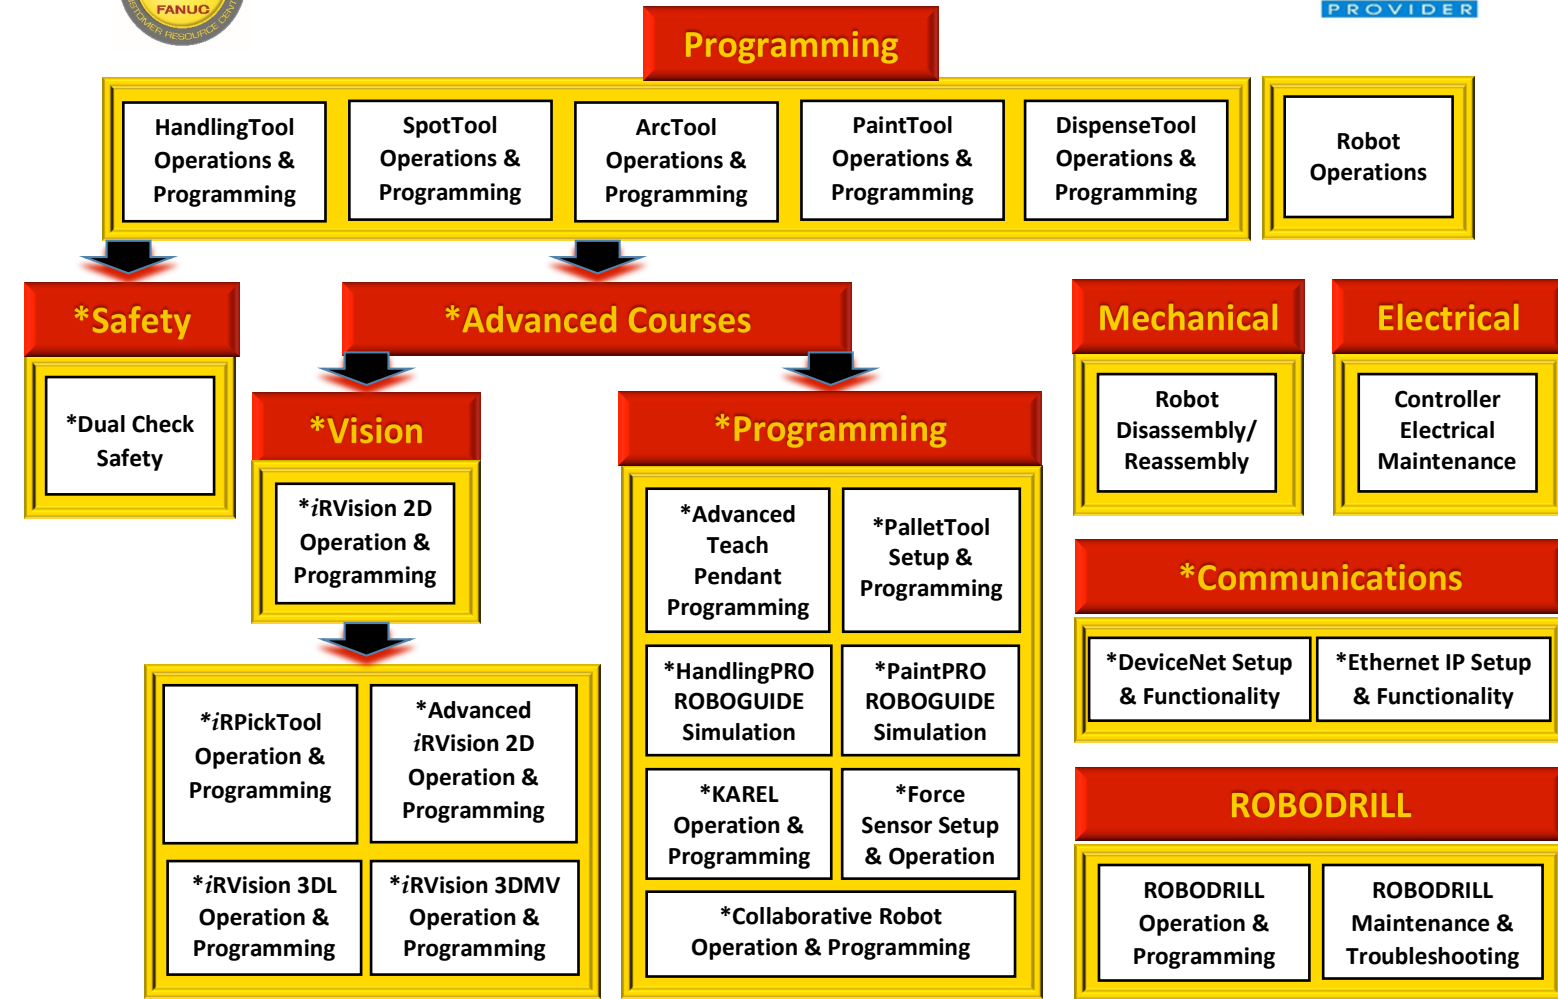 FANUC
CUSTOMER RESOURCE CENTER
PROVIDER
Programming
HandlingTool
Operations &
Programming
SpotTool
Operations &
Programming
ArcTool
Operations &
Programming
PaintTool
Operations &
Programming
DispenseTool
Operations &
Programming
Robot
Operations
*Safety
*Dual Check
Safety
*Advanced Courses
*Vision
*iRVision 2D
Operation &
Programming
*iRPickTool
Operation &
Programming
*Advanced
iRVision 2D
Operation &
Programming
*iRVision 3DL
Operation &
Programming
*iRVision 3DMV
Operation &
Programming
*Programming
*Advanced
Teach
Pendant
Programming
*PalletTool
Setup &
Programming
*HandlingPRO
ROBOGUIDE
Simulation
*PaintPRO
ROBOGUIDE
Simulation
*KAREL
Operation &
Programming
*Force
Sensor Setup
& Operation
*Collaborative Robot
Operation & Programming
Mechanical
Robot
Disassembly/
Reassembly
Electrical
Controller
Electrical
Maintenance
*Communications
*DeviceNet Setup
& Functionality
*Ethernet IP Setup
& Functionality
ROBODRILL
ROBODRILL
Operation &
Programming
ROBODRILL
Maintenance &
Troubleshooting